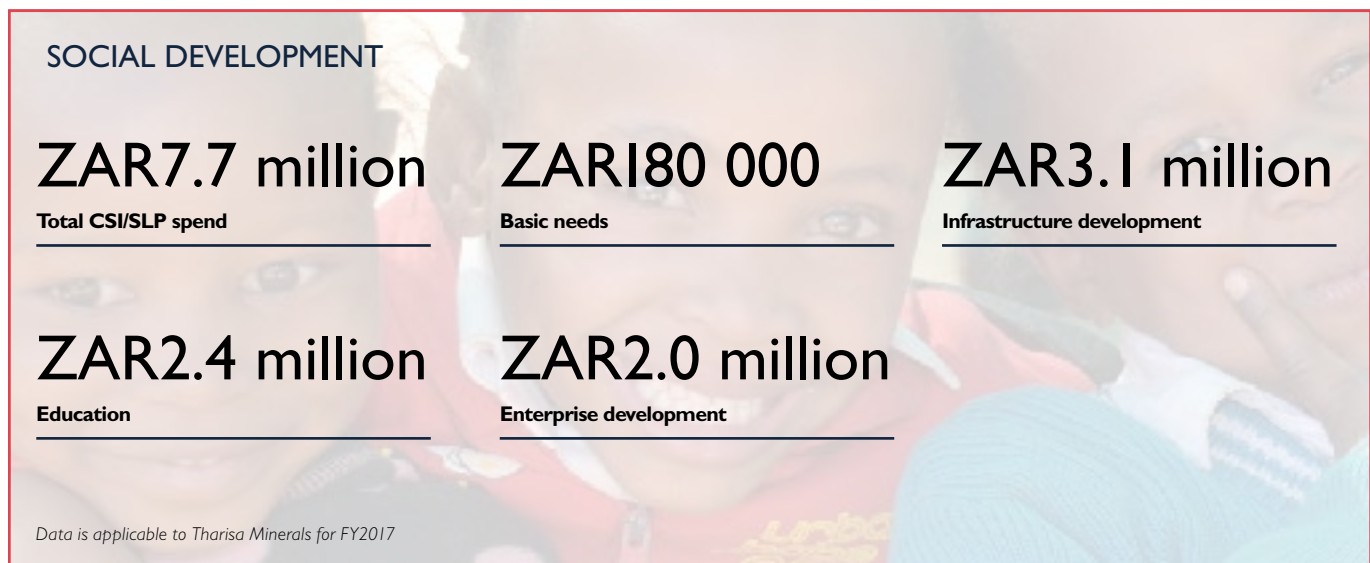 SOCIAL DEVELOPMENT
ZAR7.7 million
Total CSI/SLP spend
ZAR180 000
Basic needs
ZAR3.1 million
Infrastructure development
ZAR2.4 million
Education
ZAR2.0 million
Enterprise development
Data is applicable to Tharisa Minerals for FY2017